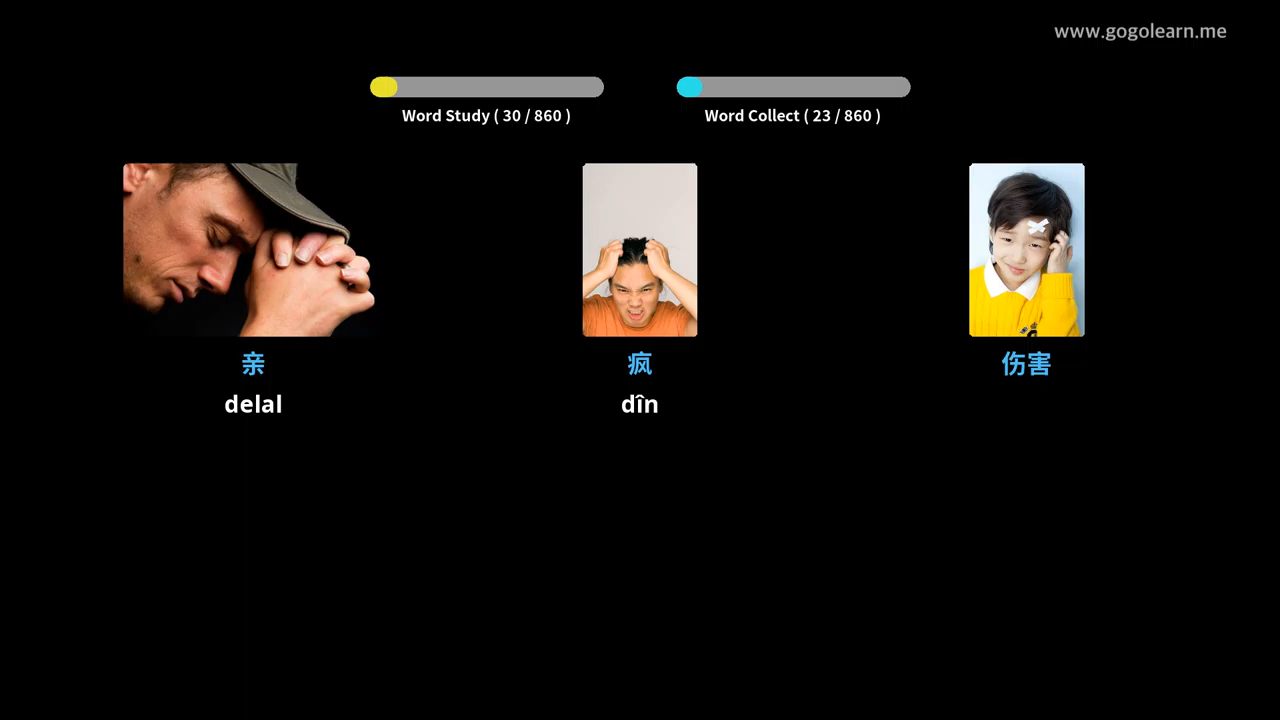 www.gogolearn.me
Word Study ( 30 / 860 )
Word Collect ( 23 / 860 )
亲
疯
伤害
delal
dîn